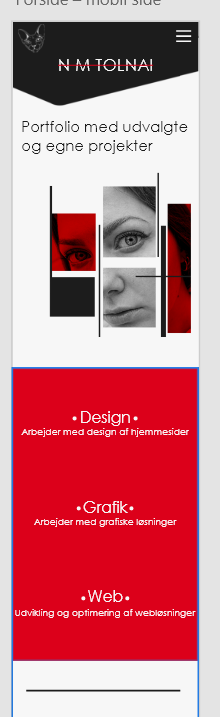 Forside – mobil side
N M TOLNAI
Portfolio med udvalgte
og egne projekter
• Design •
Arbejder med design af hjemmesider
• Grafik •
Arbejder med grafiske løsninger
• Web •
Udvikling og optimering af webløsninger